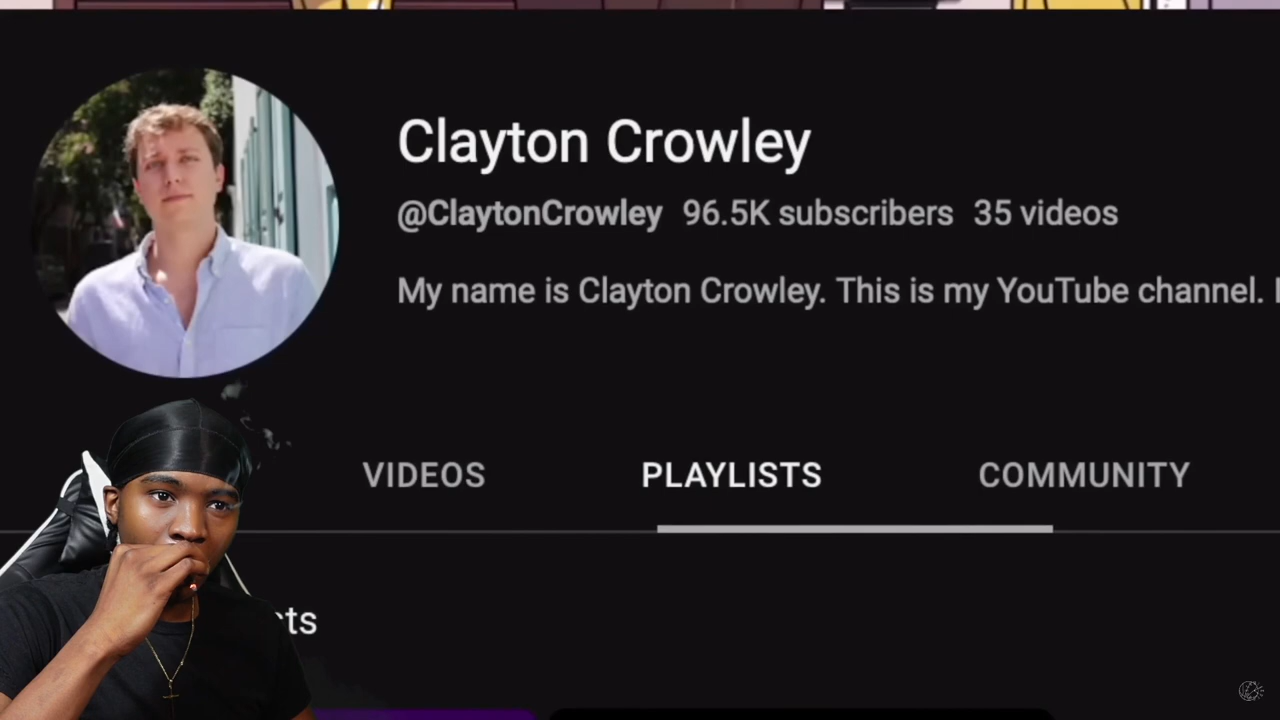 Clayton Crowley
@ClaytonCrowley 96.5K subscribers 35 videos
My name is Clayton Crowley. This is my YouTube channel.
VIDEOS PLAYLISTS COMMUNITY
cts